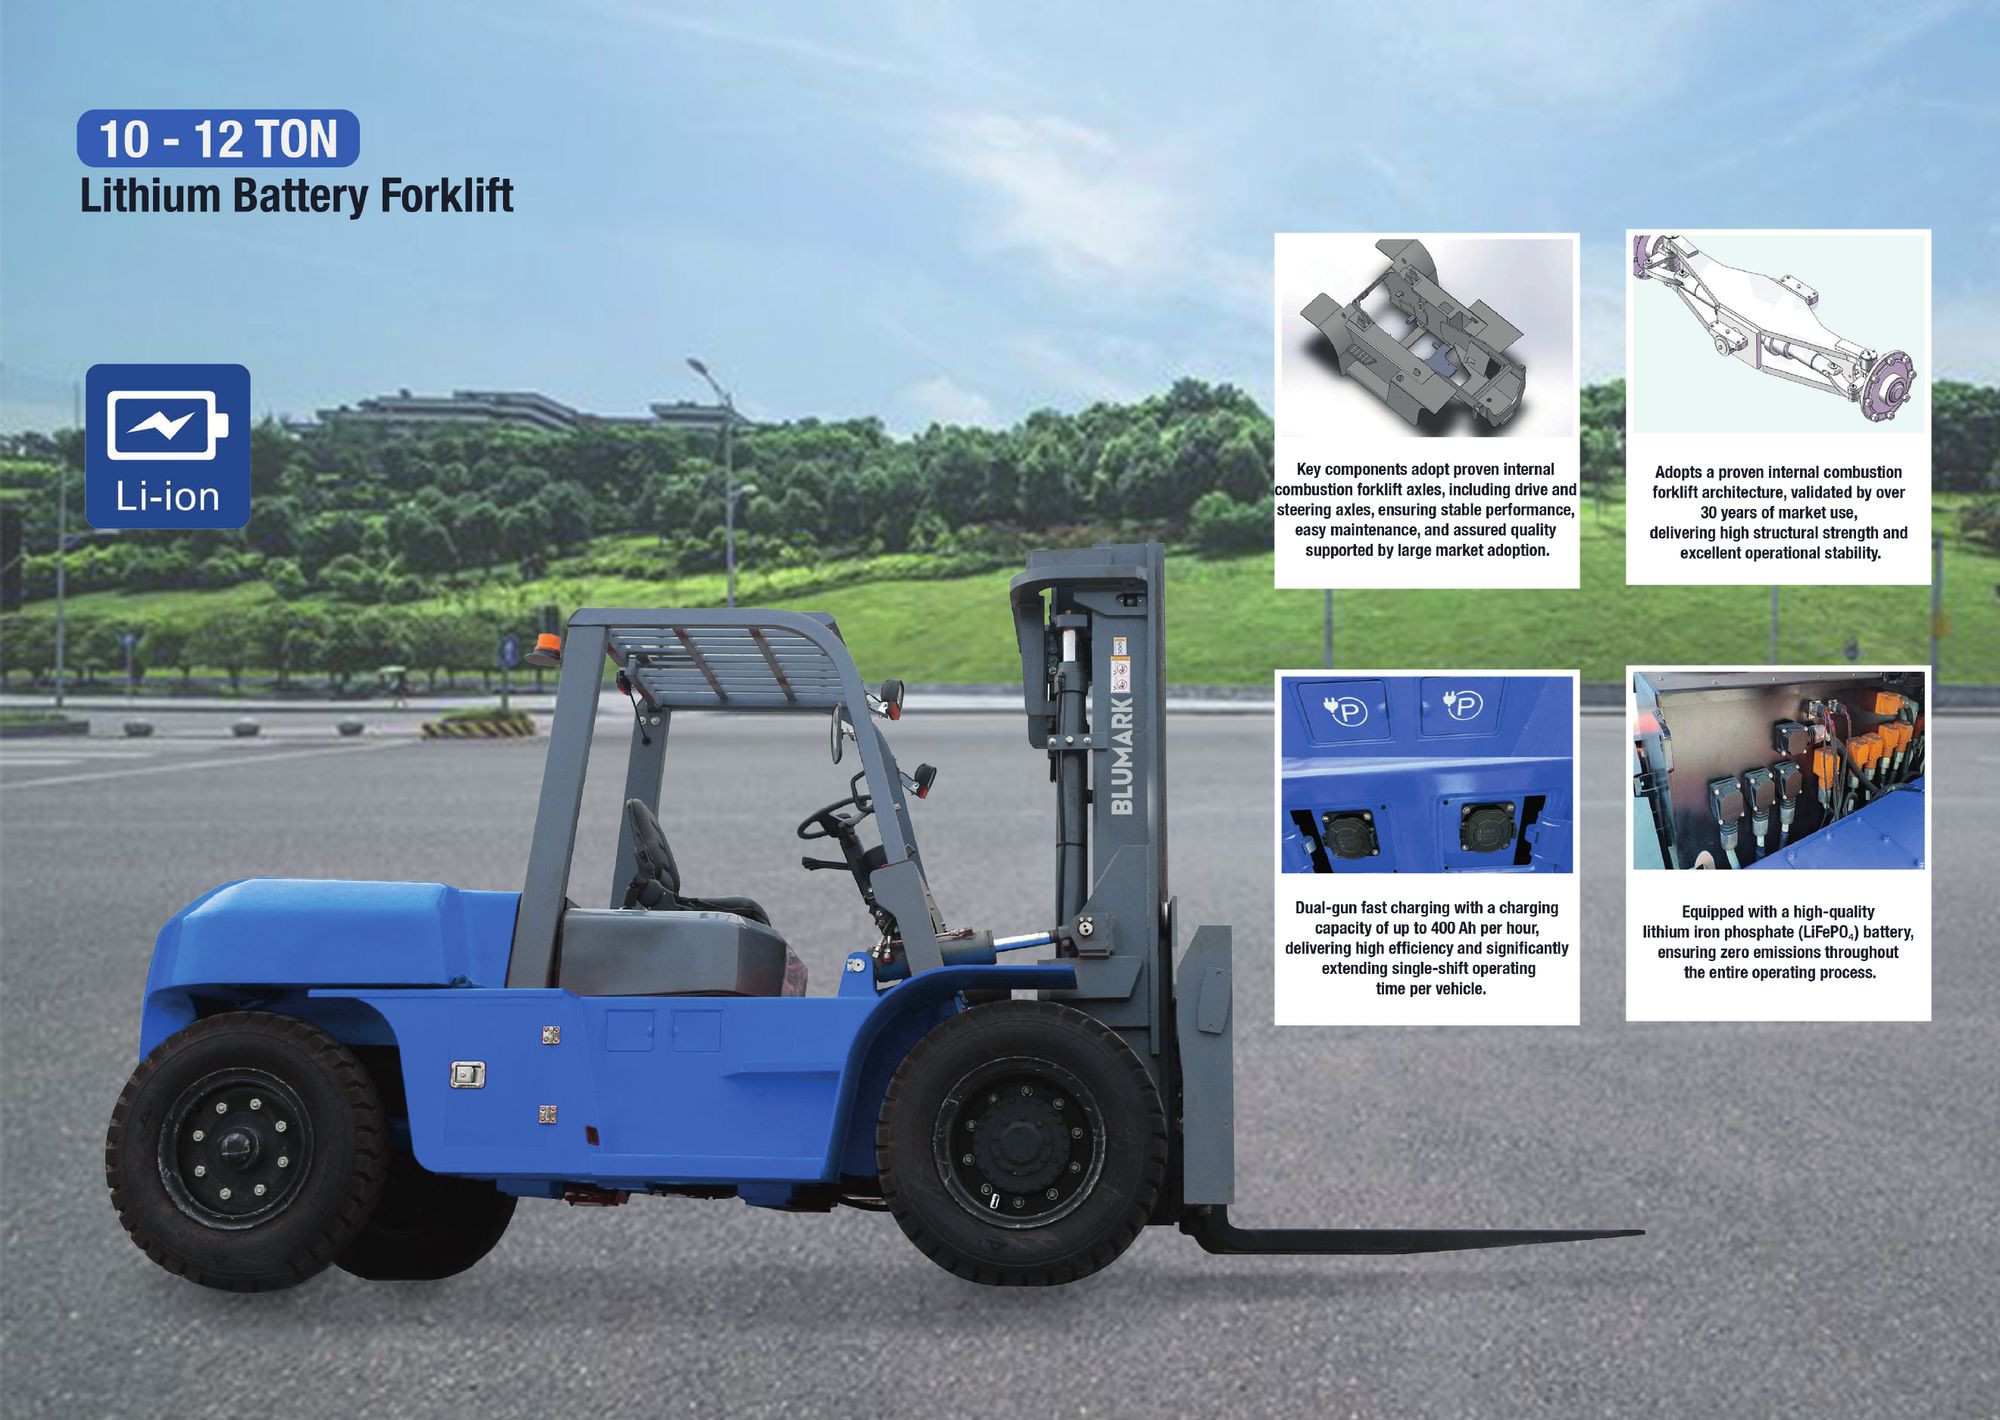 10 - 12 TON
Lithium Battery Forklift
Li-ion
BLUMARK
Key components adopt proven internal
combustion forklift axles, including drive and
steering axles, ensuring stable performance,
easy maintenance, and assured quality
supported by large market adoption.
Adopts a proven internal combustion
forklift architecture, validated by over
30 years of market use,
delivering high structural strength and
excellent operational stability.
P
P
Dual-gun fast charging with a charging
capacity of up to 400 Ah per hour,
delivering high efficiency and significantly
extending single-shift operating
time per vehicle.
Equipped with a high-quality
lithium iron phosphate (LiFePO₄) battery,
ensuring zero emissions throughout
the entire operating process.